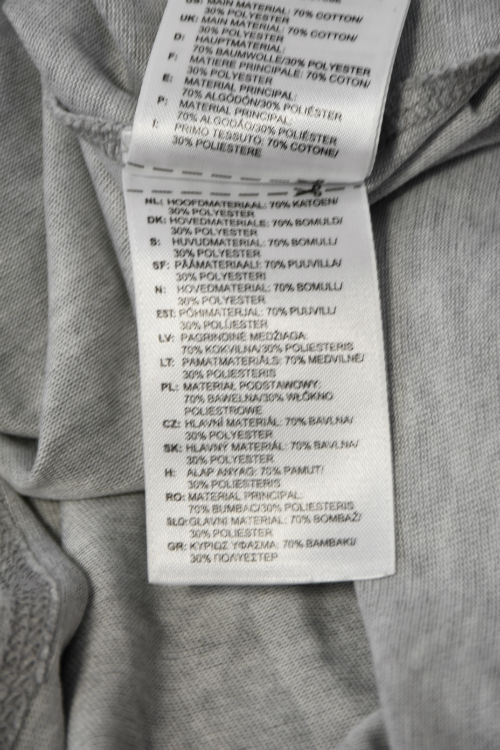 US: MAIN MATERIAL: 70% COTTON/
30% POLYESTER
UK: MAIN MATERIAL: 70% COTTON/
30% POLYESTER
D: HAUPTMATERIAL:
70% BAUMWOLLE/30% POLYESTER
F: MATIERE PRINCIPALE: 70% COTON/
30% POLYESTER
E: MATERIAL PRINCIPAL:
70% ALGODÓN/30% POLIÉSTER
P: MATERIAL PRINCIPAL:
70% ALGODÃO/30% POLIÉSTER
I: PRIMO TESSUTO: 70% COTONE/
30% POLIESTERE
NL: HOOFDMATERIAAL: 70% KATOEN/
30% POLYESTER
DK: HOVEDMATERIALE: 70% BOMULD/
30% POLYESTER
S: HUVUDMATERIAL: 70% BOMULL/
30% POLYESTER
SF: PÄÄMATERIAALI: 70% PUUVILLA/
30% POLYESTERI
N: HOVEDMATERIAL: 70% BOMULL/
30% POLYESTER
EST: PÕHIMATERJAL: 70% PUUVILL/
30% POLÜESTER
LV: PAGRINDINĖ MEDŽIAGA:
70% KOKVILNA/30% POLIESTERIS
LT: PAMATMATERIĀLS: 70% MEDVILNĖ/
30% POLIESTERIS
PL: MATERIAŁ PODSTAWOWY:
70% BAWEŁNA/30% WŁÓKNO
POLIESTROWE
CZ: HLAVNÍ MATERIÁL: 70% BAVLNA/
30% POLYESTER
SK: HLAVNÝ MATERIÁL: 70% BAVLNA/
30% POLYESTER
H: ALAP ANYAG: 70% PAMUT/
30% POLIÉSZTERIS
RO: MATERIAL PRINCIPAL:
70% BUMBAC/30% POLIESTERIS
SLO: GLAVNI MATERIAL: 70% BOMBAŽ/
30% POLIESTER
GR: ΚΥΡΙΩΣ ΥΦΑΣΜΑ: 70% ΒΑΜΒΑΚΙ/
30% ΠΟΛΥΕΣΤΕΡ